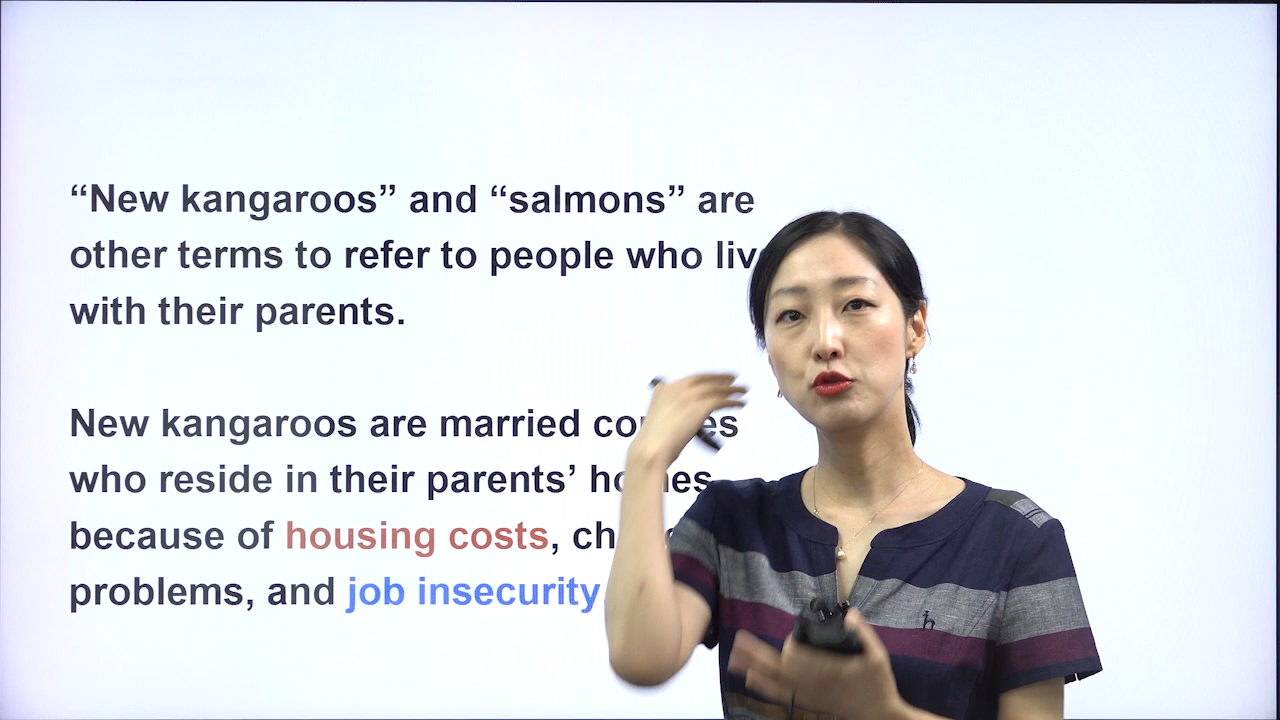 “New kangaroos” and “salmons” are
other terms to refer to people who
with their parents.
New kangaroos are married
who reside in their parents’
because of housing costs,
problems, and job insecurity